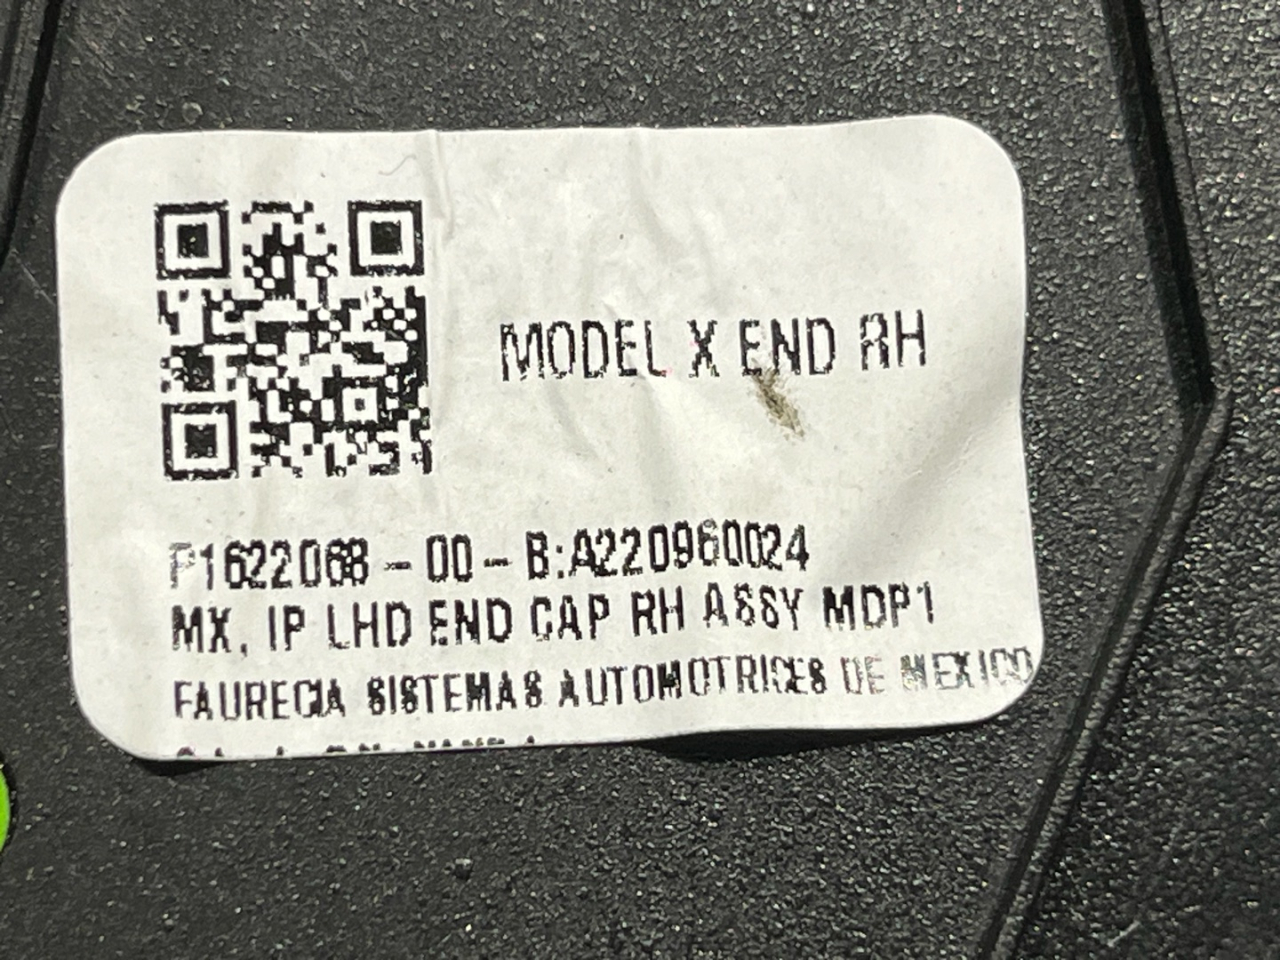 MODEL X END RH
P1622068-00-B:A220960024
MX, IP LHD END CAP RH ASSY MDP1
FAURECIA SISTEMAS AUTOMOTRICES DE MEXICO